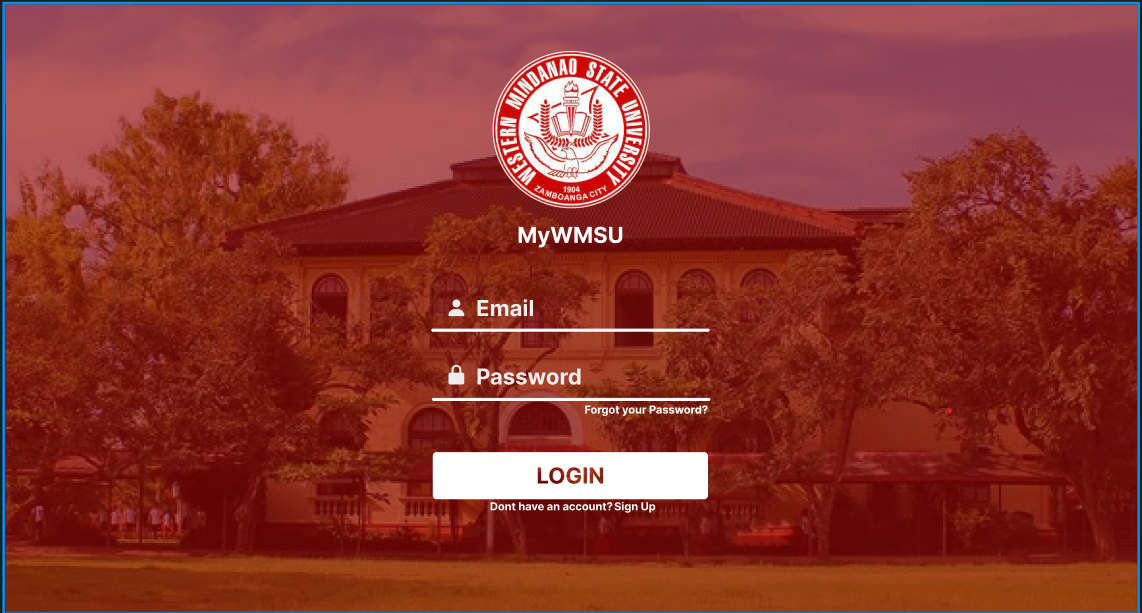 WESTERN MINDANAO STATE UNIVERSITY
1904
ZAMBOANGA CITY
MyWMSU
Email
Password
Forgot your Password?
LOGIN
Dont have an account? Sign Up